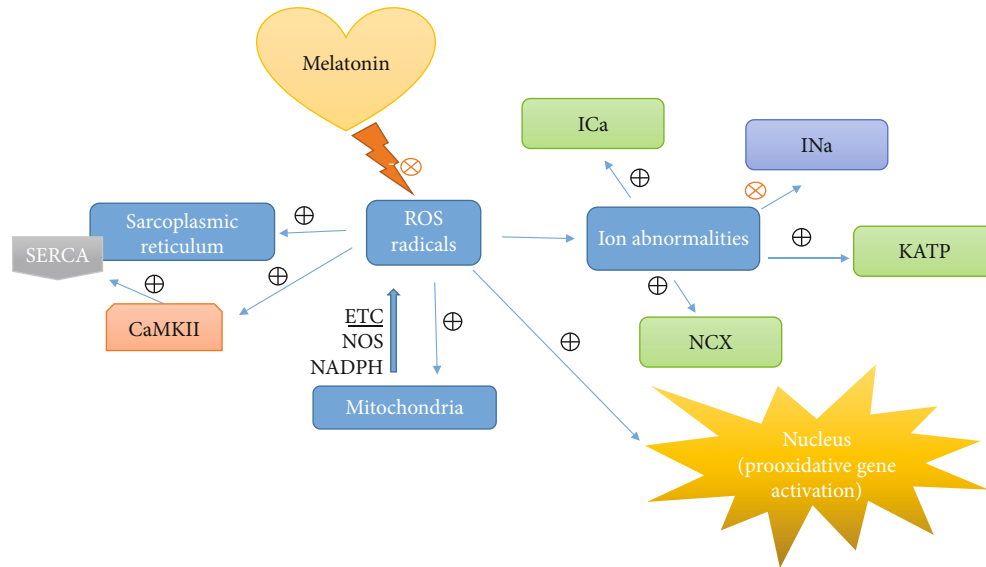 Melatonin
ICa
INa
Sarcoplasmic
reticulum
ROS
radicals
Ion abnormalities
SERCA
KATP
CaMKII
ETC
NOS
NADPH
NCX
Mitochondria
Nucleus
(prooxidative gene
activation)